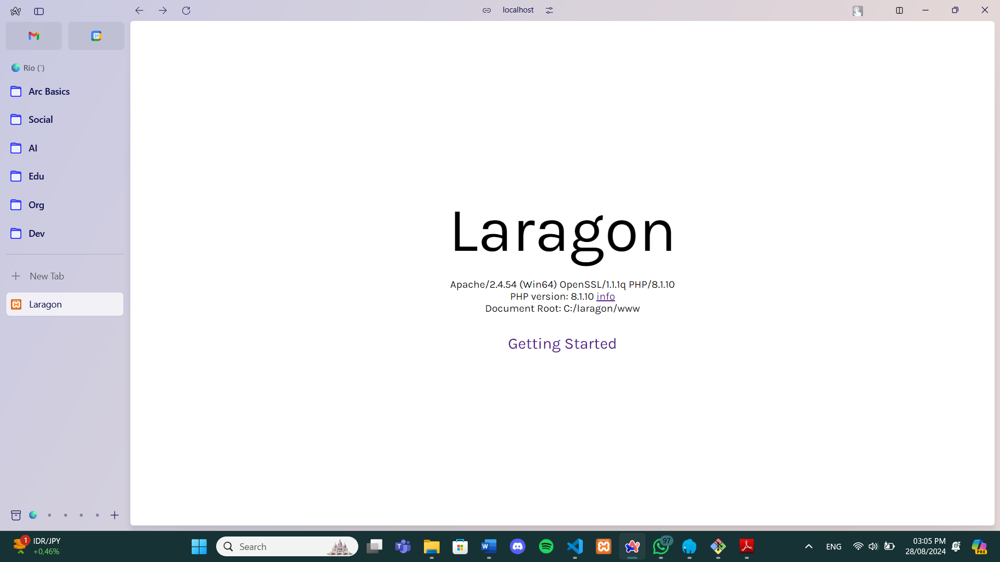 localhost
31
Rio (`)
Arc Basics
Social
AI
Edu
Org
Dev
New Tab
Laragon
Laragon
Apache/2.4.54 (Win64) OpenSSL/1.1.1q PHP/8.1.10
PHP version: 8.1.10 info
Document Root: C:/laragon/www
Getting Started
1
IDR/JPY
+0,46%
Search
97
ENG
03:05 PM
28/08/2024
PRE